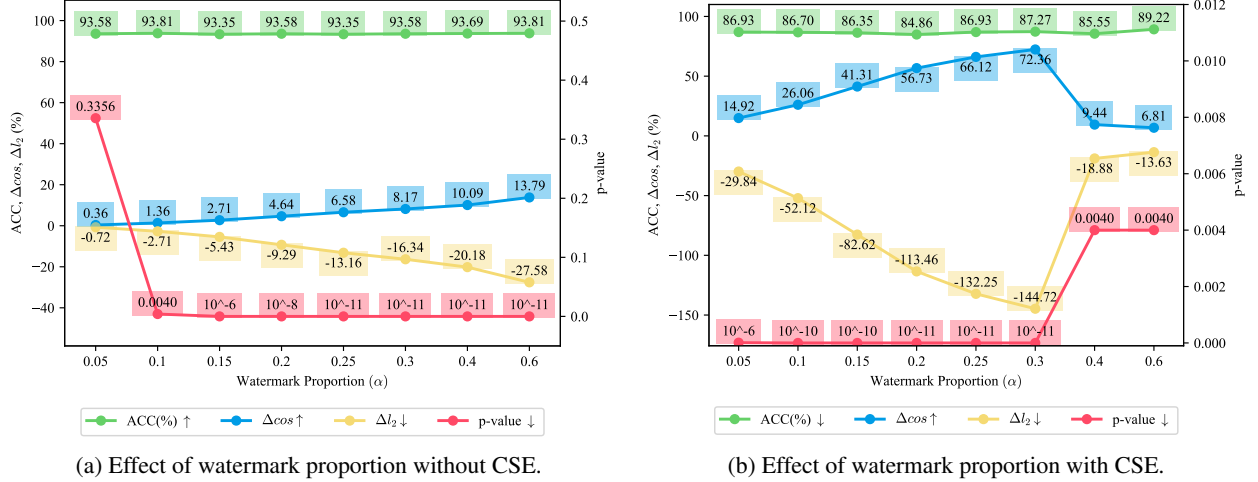 93.58 93.81 93.35 93.58 93.35 93.58 93.69 93.81
100
80
60
40
20
0
−20
−40
ACC, Δcos, Δl₂ (%)
0.3356
0.36 1.36 2.71 4.64 6.58 8.17 10.09 13.79
-0.72 -2.71 -5.43 -9.29 -13.16 -16.34 -20.18 -27.58
0.0040 10^-6 10^-8 10^-11 10^-11 10^-11 10^-11
0.5
0.4
0.3
0.2
0.1
0.0
p-value
0.05 0.1 0.15 0.2 0.25 0.3 0.4 0.6
Watermark Proportion (α)
ACC(%) ↑ Δcos↑ Δl₂↓ p-value ↓
(a) Effect of watermark proportion without CSE.
86.93 86.70 86.35 84.86 86.93 87.27 85.55 89.22
100
50
0
−50
−100
−150
ACC, Δcos, Δl₂ (%)
14.92 26.06 41.31 56.73 66.12 72.36 9.44 6.81
-29.84 -52.12 -82.62 -113.46 -132.25 -144.72 -18.88 -13.63
10^-6 10^-10 10^-10 10^-11 10^-11 10^-11 0.0040 0.0040
0.012
0.010
0.008
0.006
0.004
0.002
0.000
p-value
0.05 0.1 0.15 0.2 0.25 0.3 0.4 0.6
Watermark Proportion (α)
ACC(%) ↓ Δcos↑ Δl₂↓ p-value ↓
(b) Effect of watermark proportion with CSE.